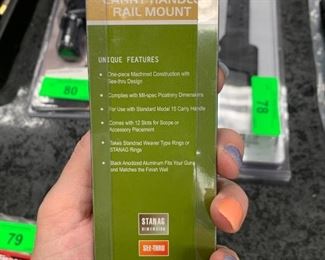 CARRY HANDLE
RAIL MOUNT
UNIQUE FEATURES
• One-piece Machined Construction with
See-thru Design
• Complies with Mil-spec Picatinny Dimensions
• For Use with Standard Model 15 Carry Handle
• Comes with 12 Slots for Scope or
Accessory Placement
• Takes Standrad Weaver Type Rings or
STANAG Rings
• Black Anodized Aluminum Fits Your Guns
and Matches the Finish Well
STANAG
DIMENSION
SEE-THRU
80
78
79